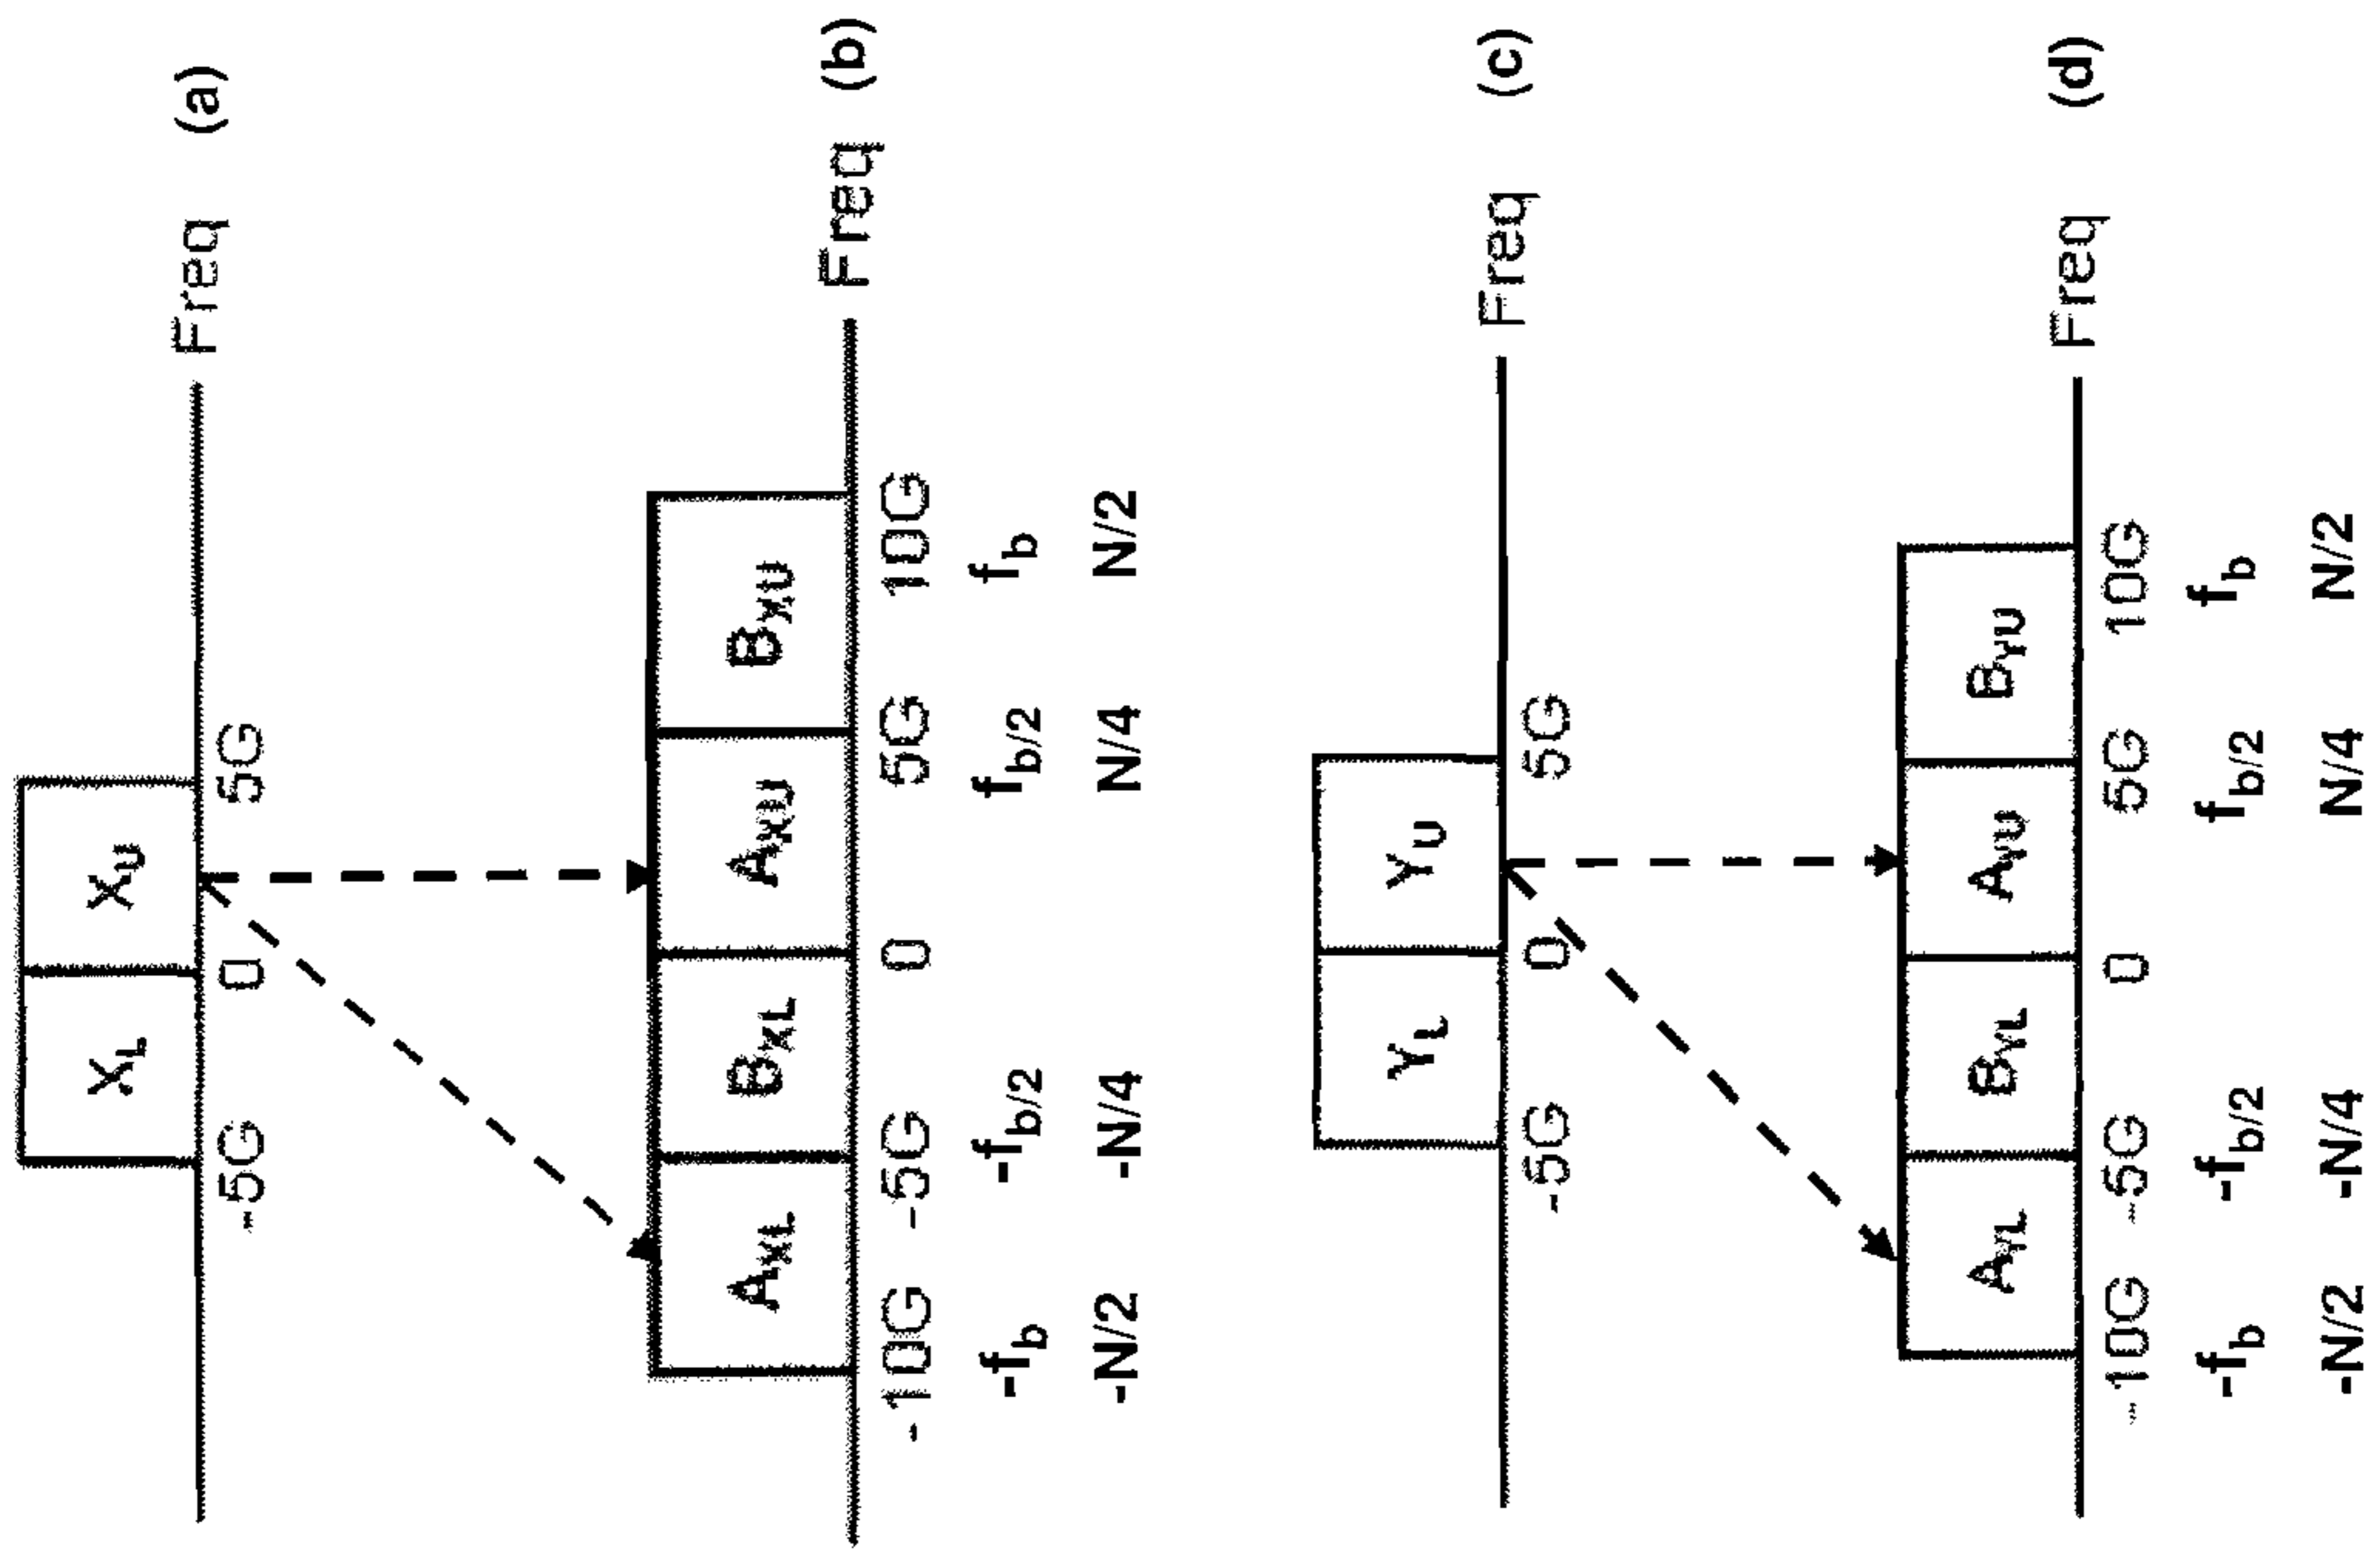 X_L X_U
-5G 0 5G Freq (a)
A_XL B_XL A_XU B_XU
-10G -5G 0 5G 10G Freq (b)
-f_b -f_b/2 f_b/2 f_b
-N/2 -N/4 N/4 N/2
Y_L Y_U
-5G 0 5G Freq (c)
A_YL B_YL A_YU B_YU
-10G -5G 0 5G 10G Freq (d)
-f_b -f_b/2 f_b/2 f_b
-N/2 -N/4 N/4 N/2